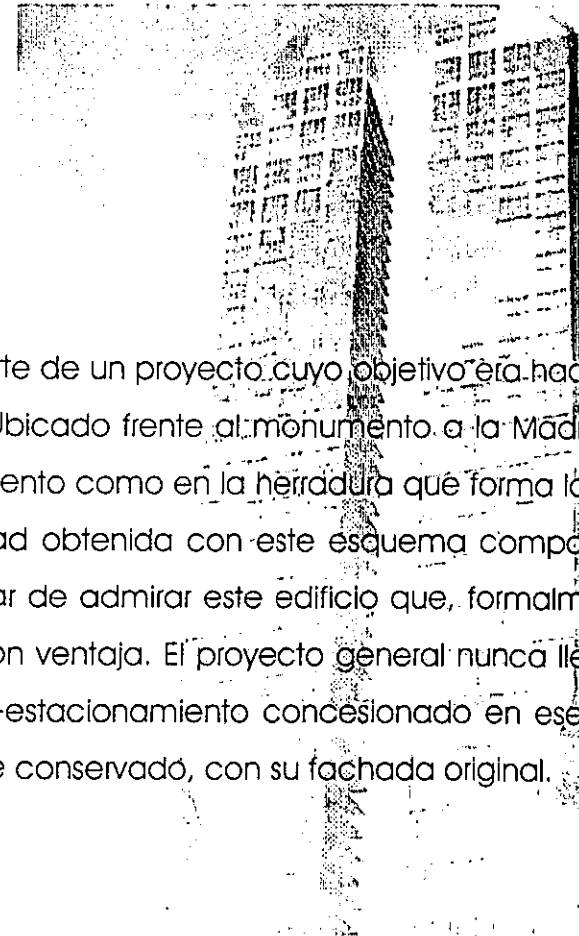 te de un proyecto cuyo objetivo era hac
Ubicado frente al monumento a la Mad
ento como en la herradura que forma la
ad obtenida con este esquema compo
ar de admirar este edificio que, formalm
on ventaja. El proyecto general nunca lle
-estacionamiento concesionado en ese
e conservado, con su fachada original.